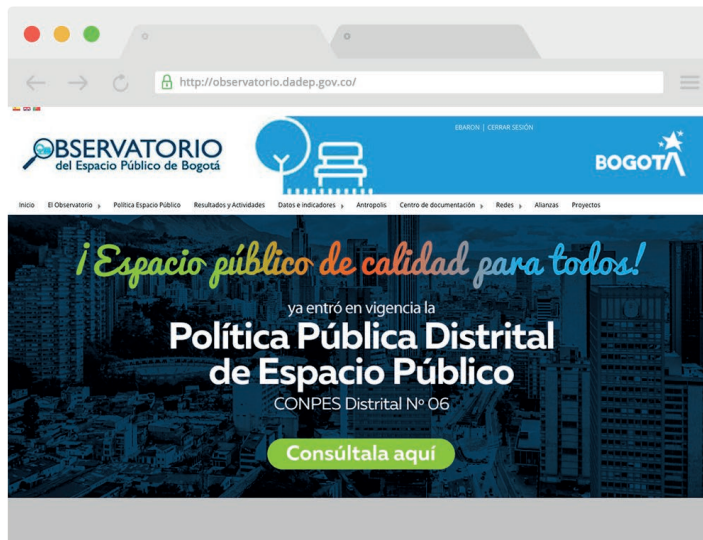 http://observatorio.dadep.gov.co/
EBARON | CERRAR SESIÓN
OBSERVATORIO
del Espacio Público de Bogotá
BOGOTÁ
Inicio El Observatorio Política Espacio Público Resultados y Actividades Datos e indicadores Antropolis Centro de documentación Redes Alianzas Proyectos
¡Espacio público de calidad para todos!
ya entró en vigencia la
Política Pública Distrital
de Espacio Público
CONPES Distrital Nº 06
Consúltala aquí